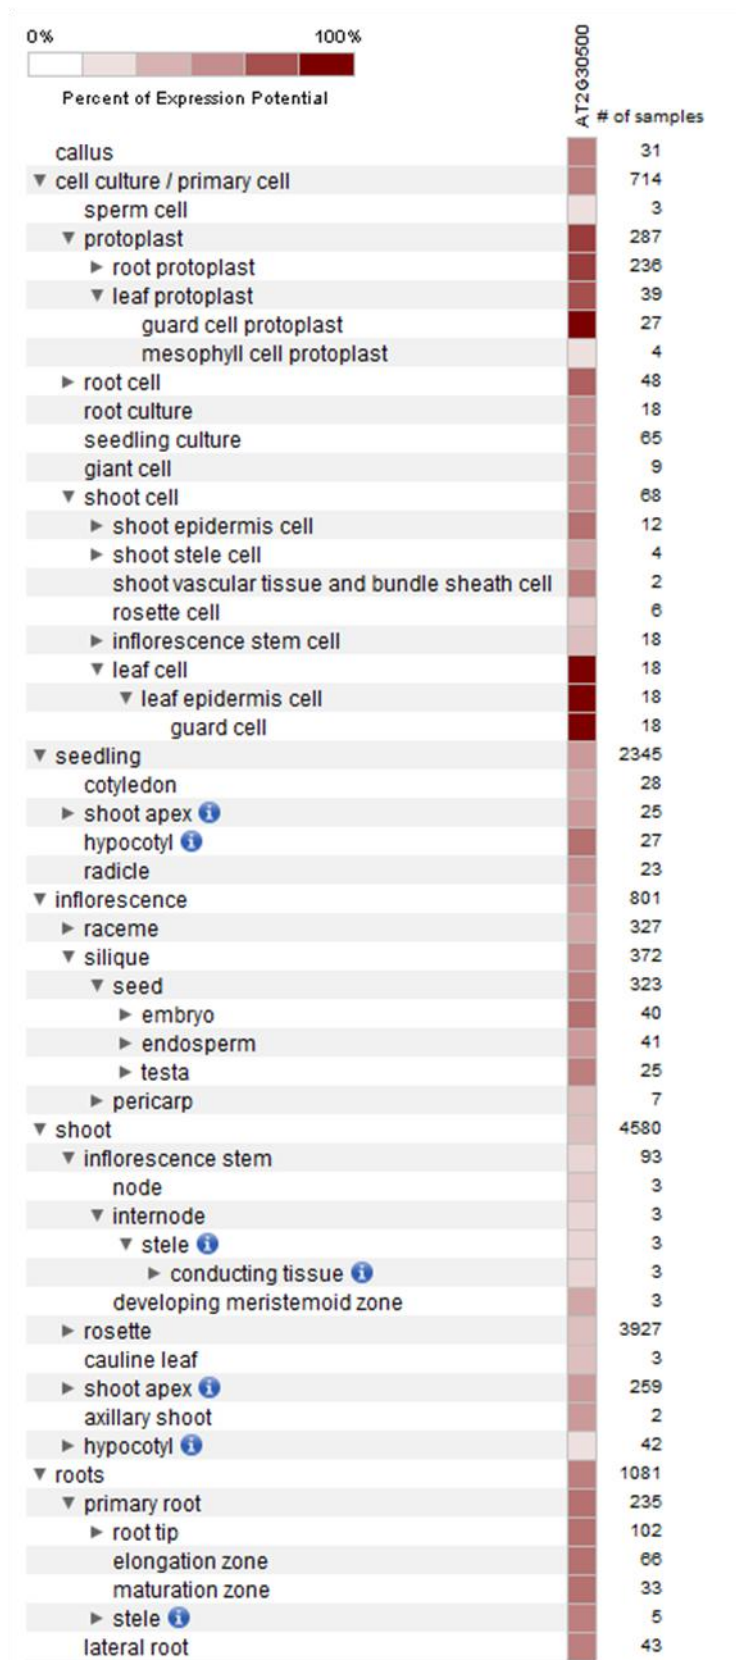 0% 100%
Percent of Expression Potential
AT2G30500
# of samples
callus 31
▼ cell culture / primary cell 714
sperm cell 3
▼ protoplast 287
► root protoplast 236
▼ leaf protoplast 39
guard cell protoplast 27
mesophyll cell protoplast 4
► root cell 48
root culture 18
seedling culture 65
giant cell 9
▼ shoot cell 68
► shoot epidermis cell 12
► shoot stele cell 4
shoot vascular tissue and bundle sheath cell 2
rosette cell 6
► inflorescence stem cell 18
▼ leaf cell 18
▼ leaf epidermis cell 18
guard cell 18
▼ seedling 2345
cotyledon 28
► shoot apex i 25
hypocotyl i 27
radicle 23
▼ inflorescence 801
► raceme 327
▼ silique 372
▼ seed 323
► embryo 40
► endosperm 41
► testa 25
► pericarp 7
▼ shoot 4580
▼ inflorescence stem 93
node 3
▼ internode 3
▼ stele i 3
► conducting tissue i 3
developing meristemoid zone 3
► rosette 3927
cauline leaf 3
► shoot apex i 259
axillary shoot 2
► hypocotyl i 42
▼ roots 1081
▼ primary root 235
► root tip 102
elongation zone 66
maturation zone 33
► stele i 5
lateral root 43